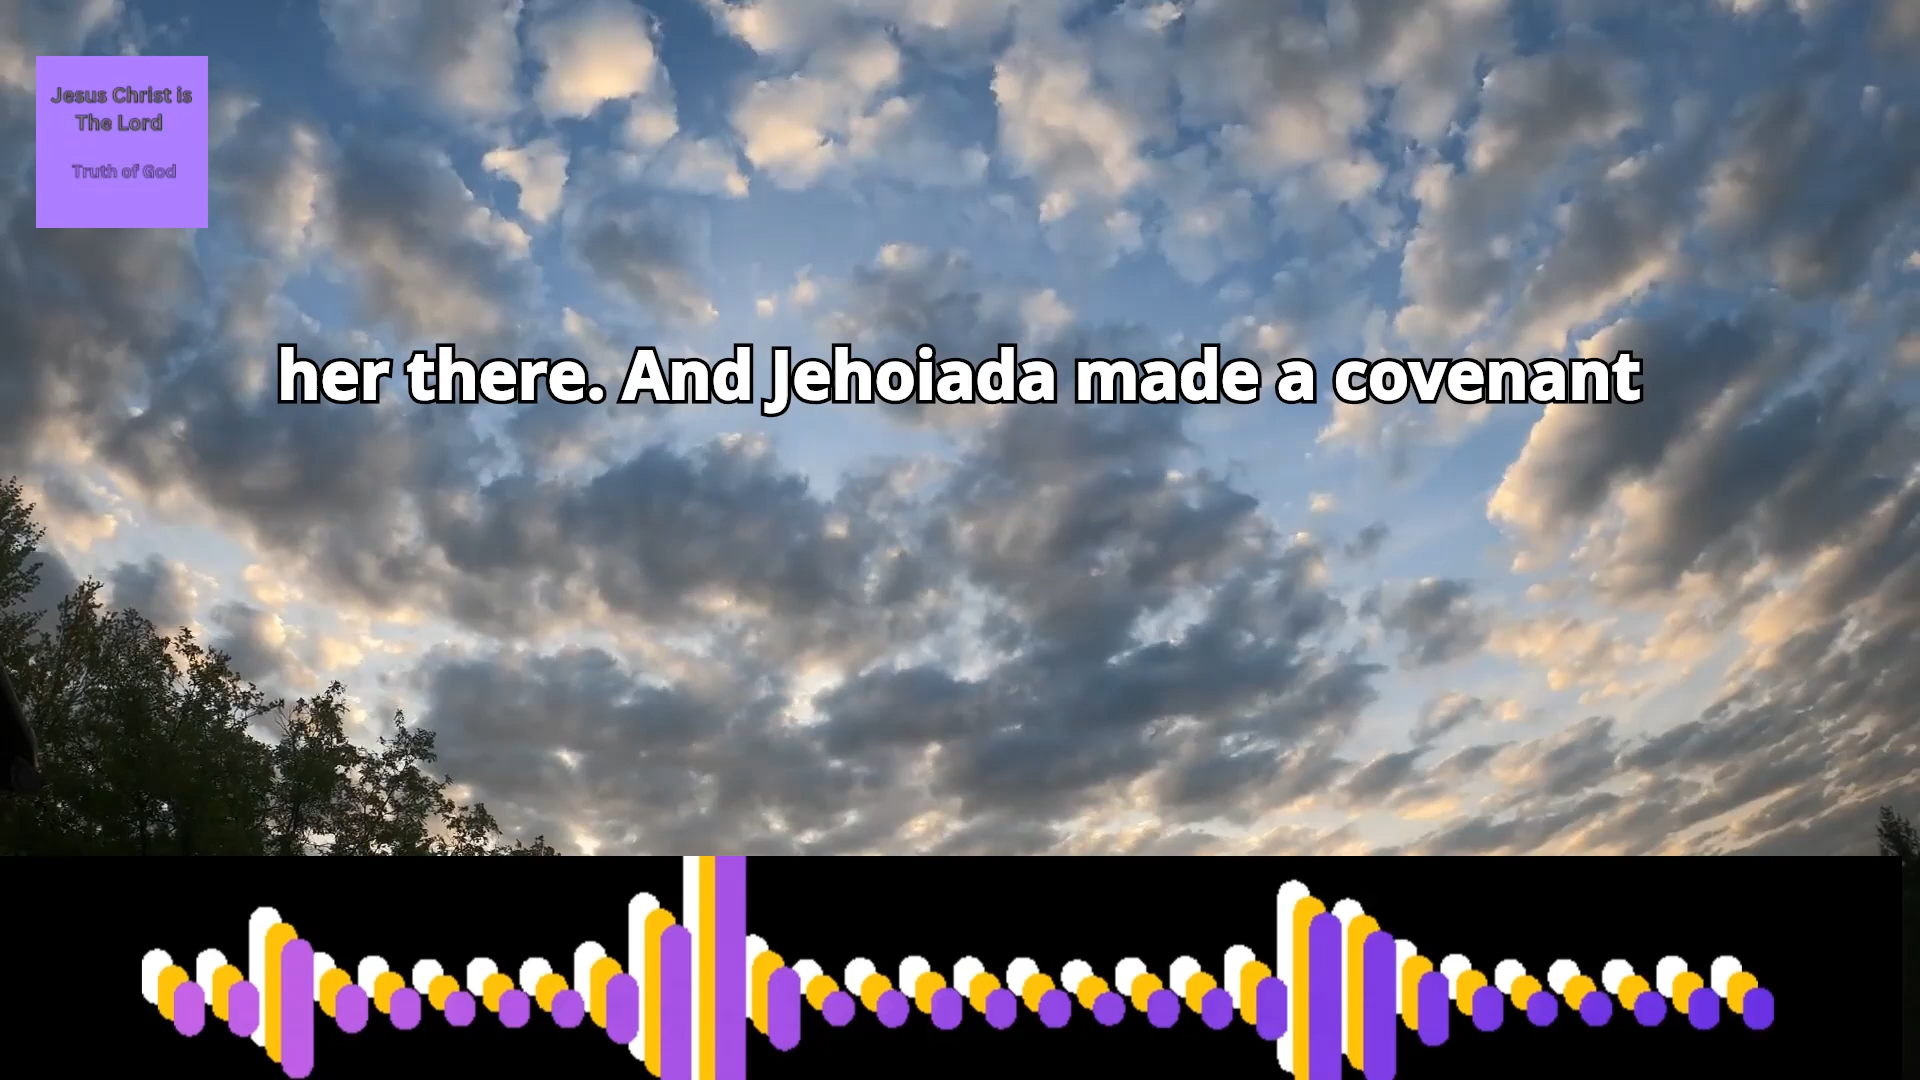 Jesus Christ is
The Lord
Truth of God
her there. And Jehoiada made a covenant